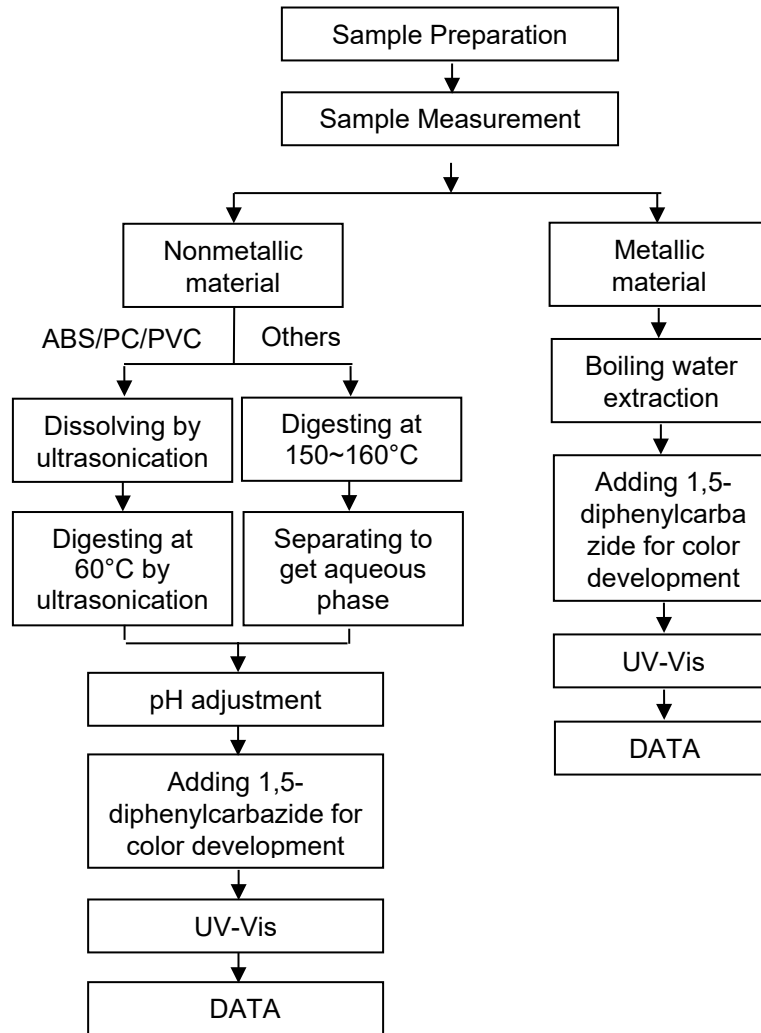 Sample Preparation
Sample Measurement
Nonmetallic
material
Metallic
material
ABS/PC/PVC
Others
Dissolving by
ultrasonication
Digesting at
150~160°C
Boiling water
extraction
Digesting at
60°C by
ultrasonication
Separating to
get aqueous
phase
Adding 1,5-
diphenylcarba
zide for color
development
pH adjustment
UV-Vis
DATA
Adding 1,5-
diphenylcarbazide for
color development
UV-Vis
DATA